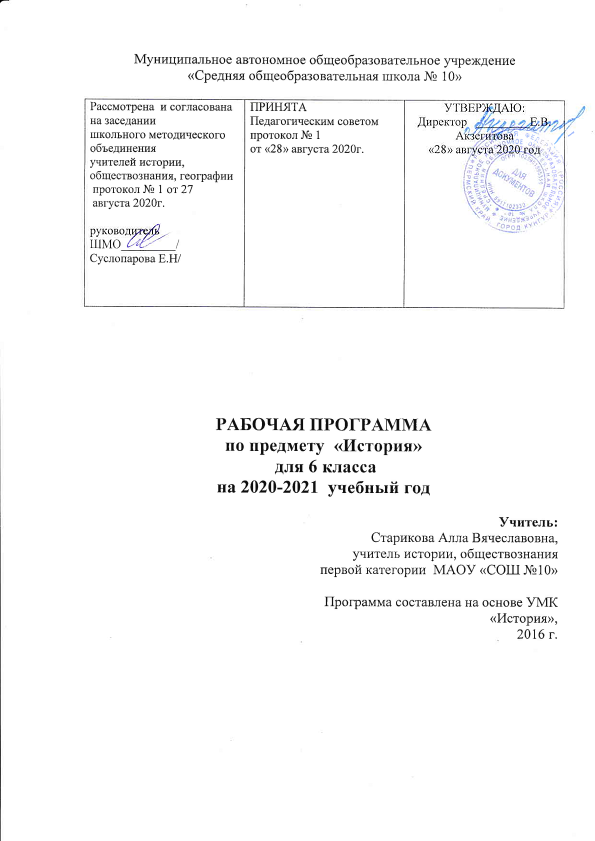 Муниципальное автономное общеобразовательное учреждение
«Средняя общеобразовательная школа № 10»
Рассмотрена и согласована
на заседании
школьного методического
объединения
учителей истории,
обществознания, географии
протокол № 1 от 27
августа 2020г.
руководитель
ШМО_________/
Суслопарова Е.Н/
ПРИНЯТА
Педагогическим советом
протокол № 1
от «28» августа 2020г.
УТВЕРЖДАЮ:
Директор __________Е.В.
Акзегитова
«28» августа 2020 год
ДЛЯ
ДОКУМЕНТОВ
РАБОЧАЯ ПРОГРАММА
по предмету «История»
для 6 класса
на 2020-2021 учебный год
Учитель:
Старикова Алла Вячеславовна,
учитель истории, обществознания
первой категории МАОУ «СОШ №10»
Программа составлена на основе УМК
«История»,
2016 г.